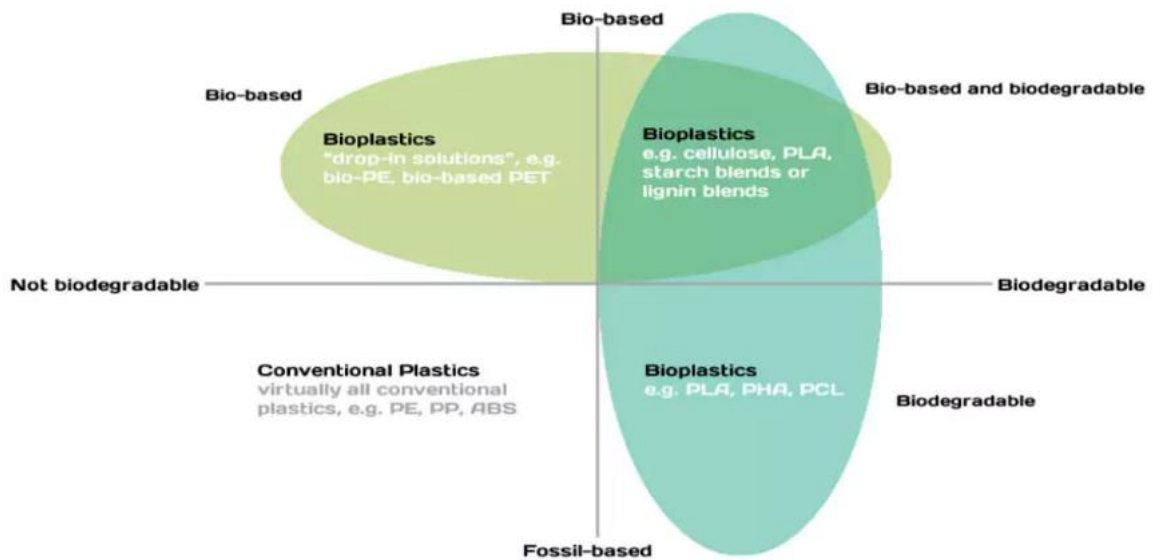 Bio-based
Bio-based
Bio-based and biodegradable
Bioplastics
"drop-in solutions", e.g.
bio-PE, bio-based PET
Bioplastics
e.g. cellulose, PLA,
starch blends or
lignin blends
Not biodegradable
Biodegradable
Conventional Plastics
virtually all conventional
plastics, e.g. PE, PP, ABS
Bioplastics
e.g. PLA, PHA, PCL
Biodegradable
Fossil-based